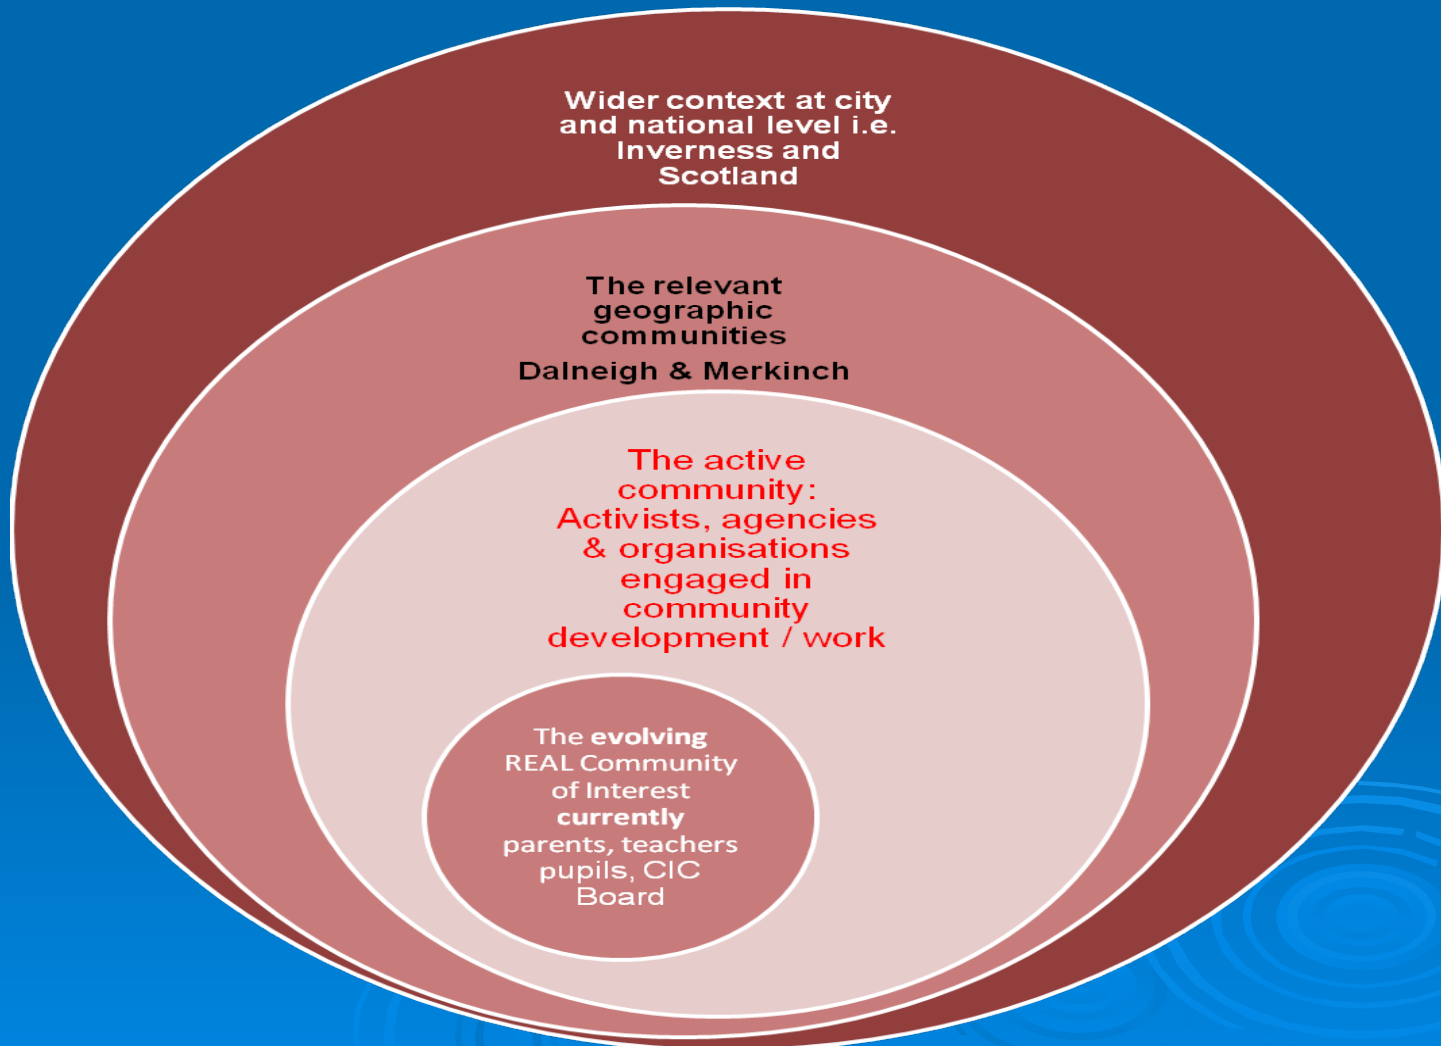 Wider context at city
and national level i.e.
Inverness and
Scotland
The relevant
geographic
communities
Dalneigh & Merkinch
The active
community:
Activists, agencies
& organisations
engaged in
community
development / work
The evolving
REAL Community
of Interest
currently
parents, teachers
pupils, CIC
Board